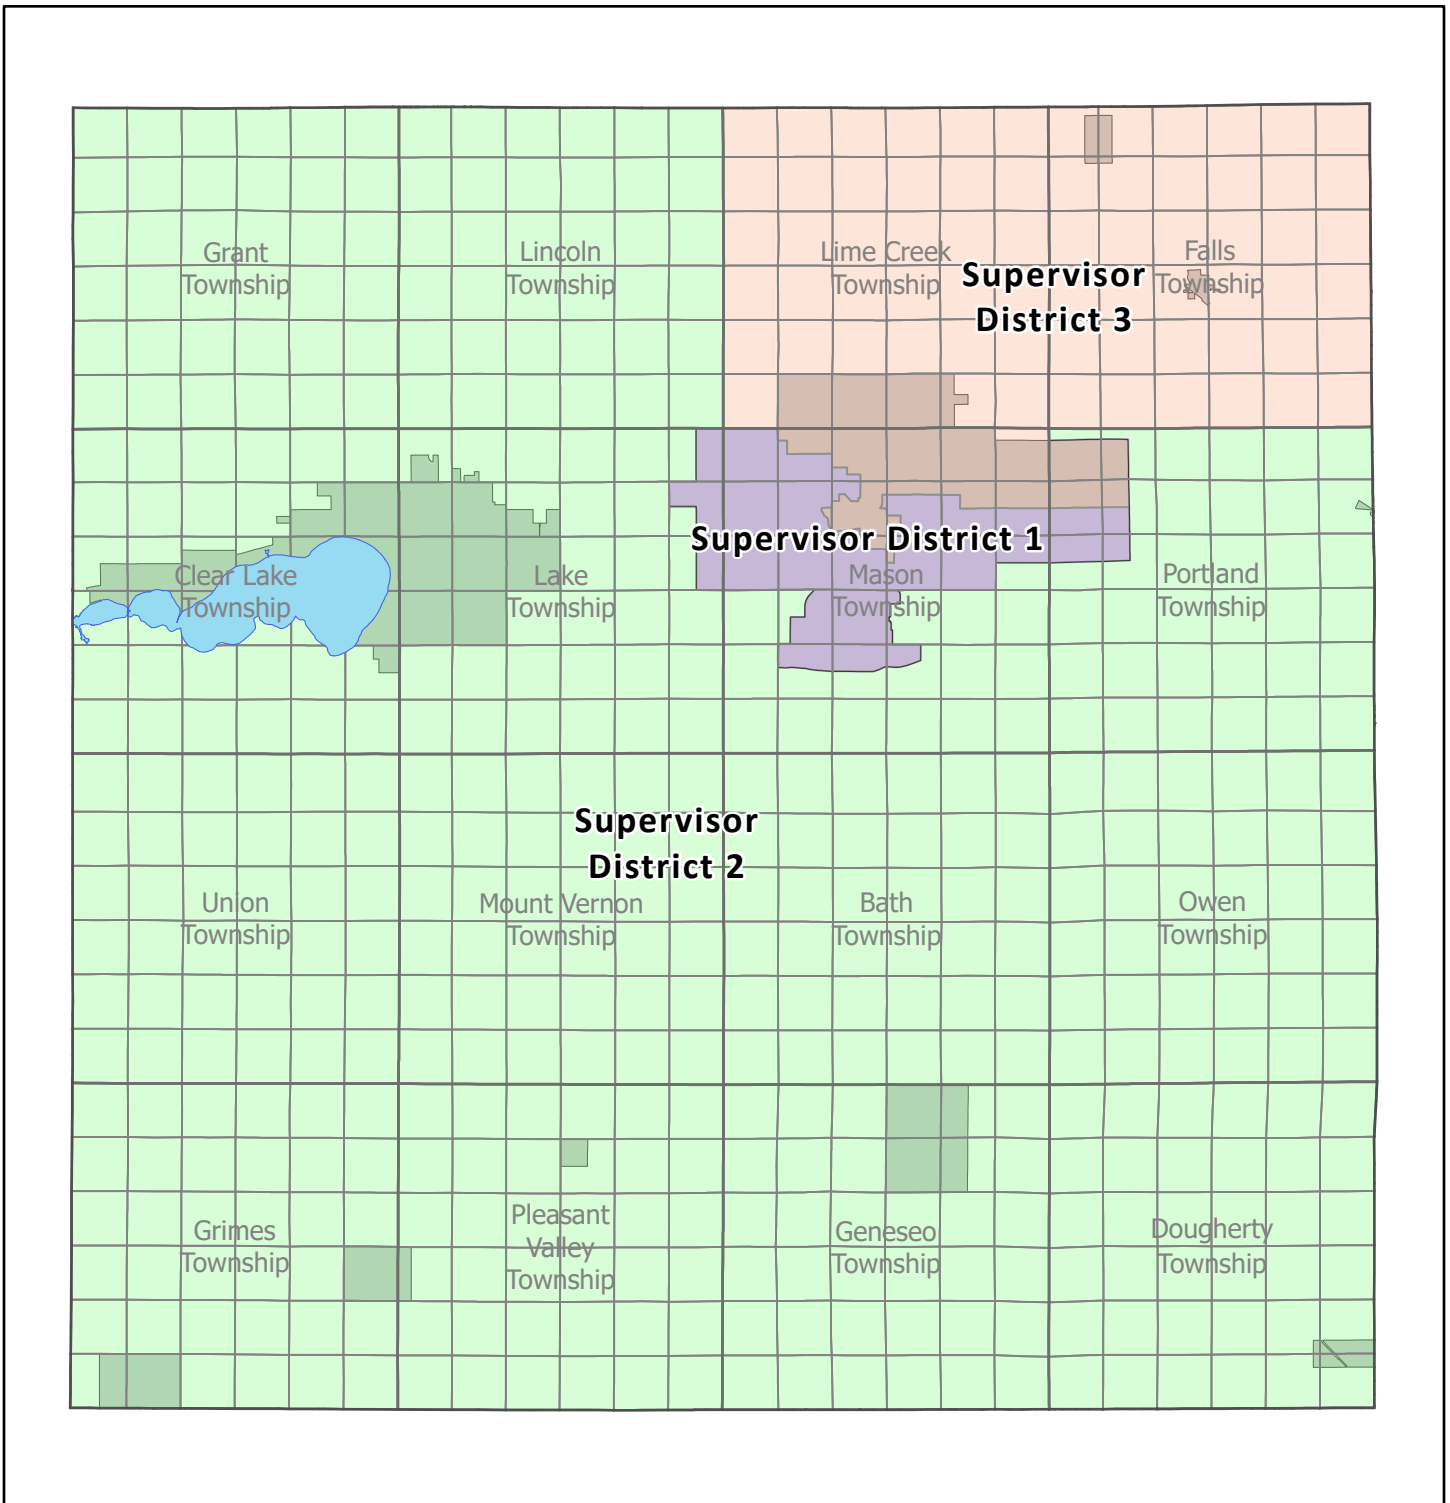 Grant
Township
Lincoln
Township
Lime Creek
Township
Falls
Township
Supervisor
District 3
Supervisor District 1
Clear Lake
Township
Lake
Township
Mason
Township
Portland
Township
Supervisor
District 2
Union
Township
Mount Vernon
Township
Bath
Township
Owen
Township
Grimes
Township
Pleasant
Valley
Township
Geneseo
Township
Dougherty
Township